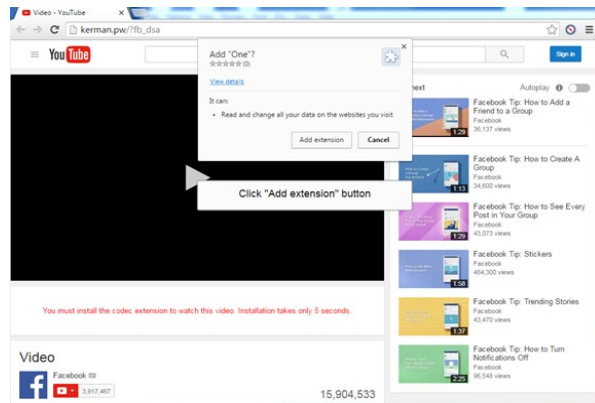 Video - YouTube
kerman.pw/?fb_dsa
You Tube
Sign in
Add "One"?
(0)
View details
It can:
Read and change all your data on the websites you visit
Add extension
Cancel
Click "Add extension" button
You must install the codec extension to watch this video. Installation takes only 5 seconds.
Video
Facebook
3,917,467
15,904,533
next
Autoplay
Facebook Tip: How to Add a
Friend to a Group
Facebook
36,137 views
1:29
Facebook Tip: How to Create A
Group
Facebook
34,600 views
1:13
Facebook Tip: How to See Every
Post in Your Group
Facebook
43,073 views
1:29
Facebook Tip: Stickers
Facebook
464,300 views
1:58
Facebook Tip: Trending Stories
Facebook
43,470 views
1:37
Facebook Tip: How to Turn
Notifications Off
Facebook
96,548 views
2:25